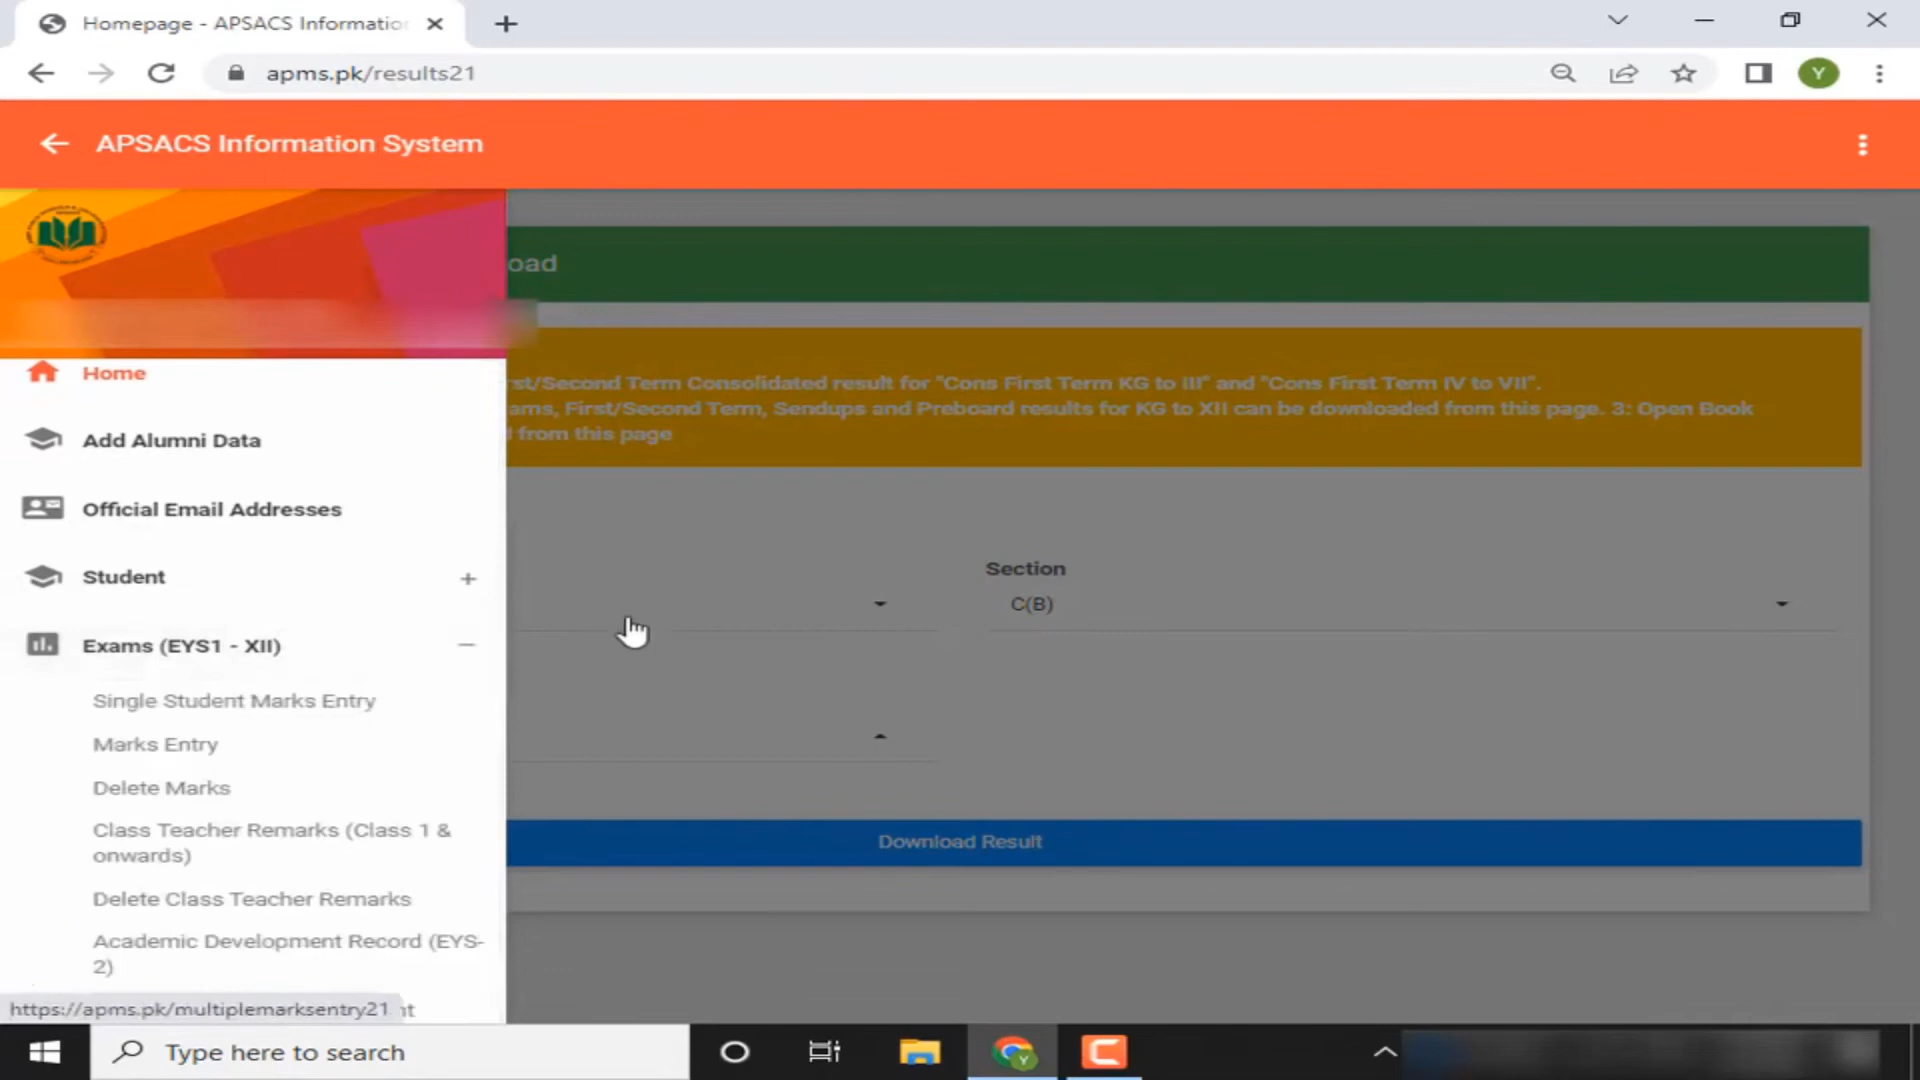 Homepage - APSACS Informatio
apms.pk/results21
Y
APSACS Information System
oad
Home
rst/Second Term Consolidated result for "Cons First Term KG to III" and "Cons First Term IV to VII".
ams, First/Second Term, Sendups and Preboard results for KG to XII can be downloaded from this page. 3: Open Book
from this page
Add Alumni Data
Official Email Addresses
Student
Section
C(B)
Exams (EYS1 - XII)
Single Student Marks Entry
Marks Entry
Delete Marks
Class Teacher Remarks (Class 1 &
onwards)
Download Result
Delete Class Teacher Remarks
Academic Development Record (EYS-
2)
https://apms.pk/multiplemarksentry21
nt
Type here to search
Y